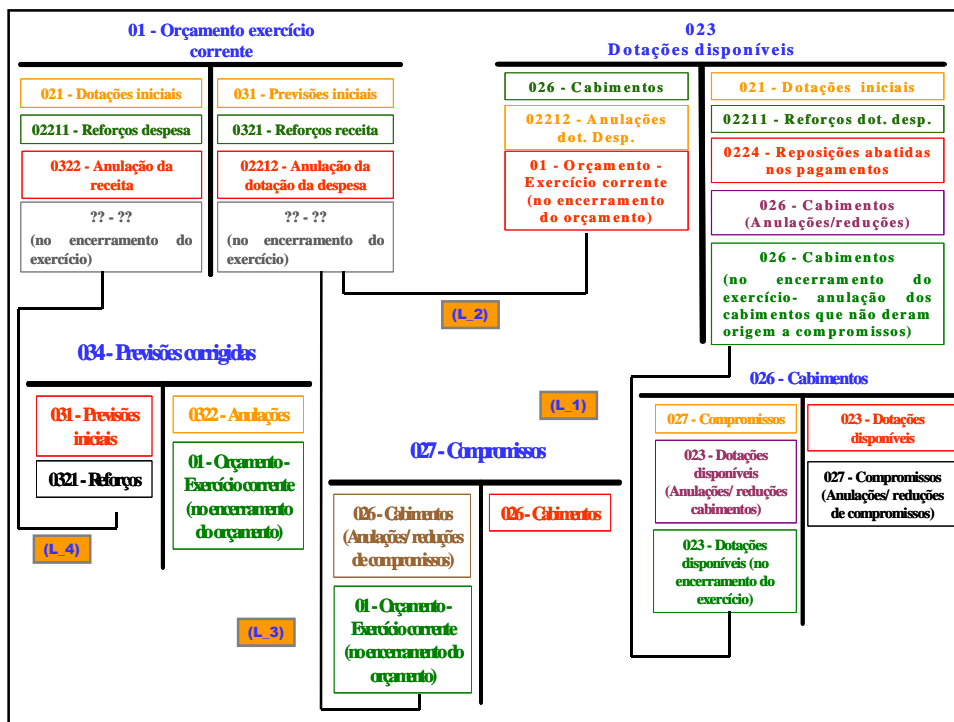 01 - Orçamento exercício
corrente
021 - Dotações iniciais
02211 - Reforços despesa
0322 - Anulação da
receita
?? - ??
(no encerramento do
exercício)
031 - Previsões iniciais
0321 - Reforços receita
02212 - Anulação da
dotação da despesa
?? - ??
(no encerramento do
exercício)
023
Dotações disponíveis
026 - Cabimentos
02212 - Anulações
dot. Desp.
01 - Orçamento -
Exercício corrente
(no encerramento
do orçamento)
021 - Dotações iniciais
02211 - Reforços dot. desp.
0224 - Reposições abatidas
nos pagamentos
026 - Cabimentos
(Anulações/reduções)
026 - Cabimentos
(no encerramento do
exercício- anulação dos
cabimentos que não deram
origem a compromissos)
(L_2)
034 - Previsões corrigidas
031 - Previsões
iniciais
0321 - Reforços
0322 - Anulações
01 - Orçamento -
Exercício corrente
(no encerramento
do orçamento)
(L_4)
(L_1)
027 - Compromissos
026 - Cabimentos
(Anulações/ reduções
de compromissos)
01 - Orçamento -
Exercício corrente
(no encerramento do
orçamento)
026 - Cabimentos
(L_3)
026 - Cabimentos
027 - Compromissos
023 - Dotações
disponíveis
(Anulações/ reduções
cabimentos)
023 - Dotações
disponíveis (no
encerramento do
exercício)
023 - Dotações
disponíveis
027 - Compromissos
(Anulações/ reduções
de compromissos)